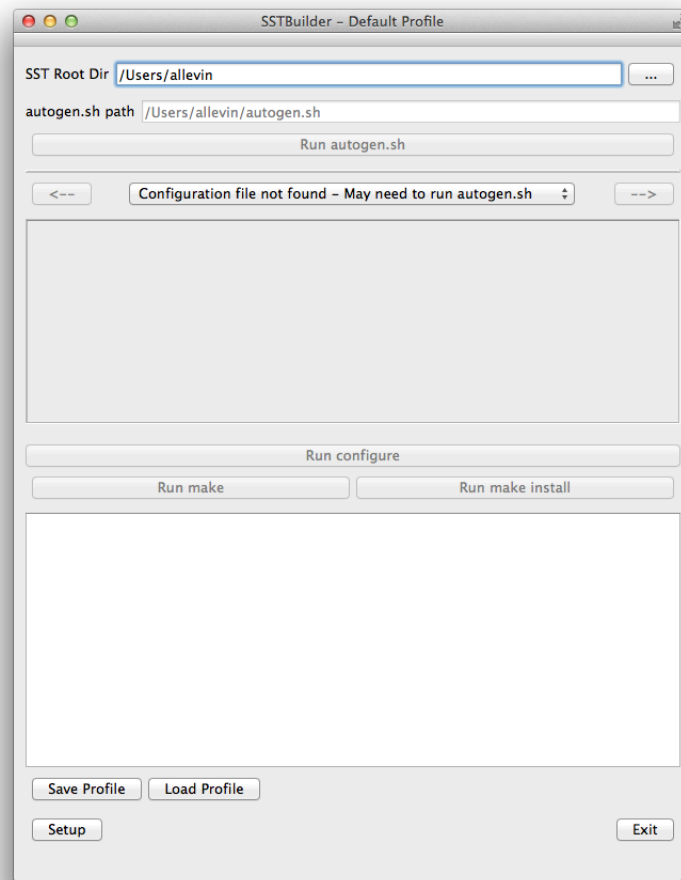 SSTBuilder – Default Profile
SST Root Dir /Users/allevin ...
autogen.sh path /Users/allevin/autogen.sh
Run autogen.sh
<-- Configuration file not found – May need to run autogen.sh -->
Run configure
Run make Run make install
Save Profile Load Profile
Setup Exit